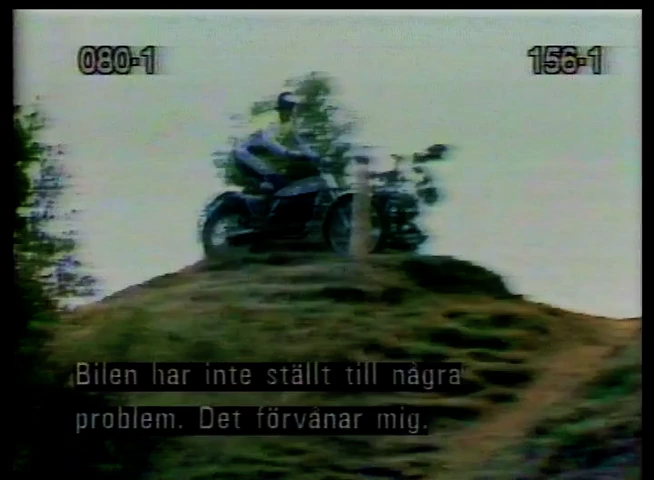 080-1
156-1
Bilen har inte ställt till några
problem. Det förvånar mig.